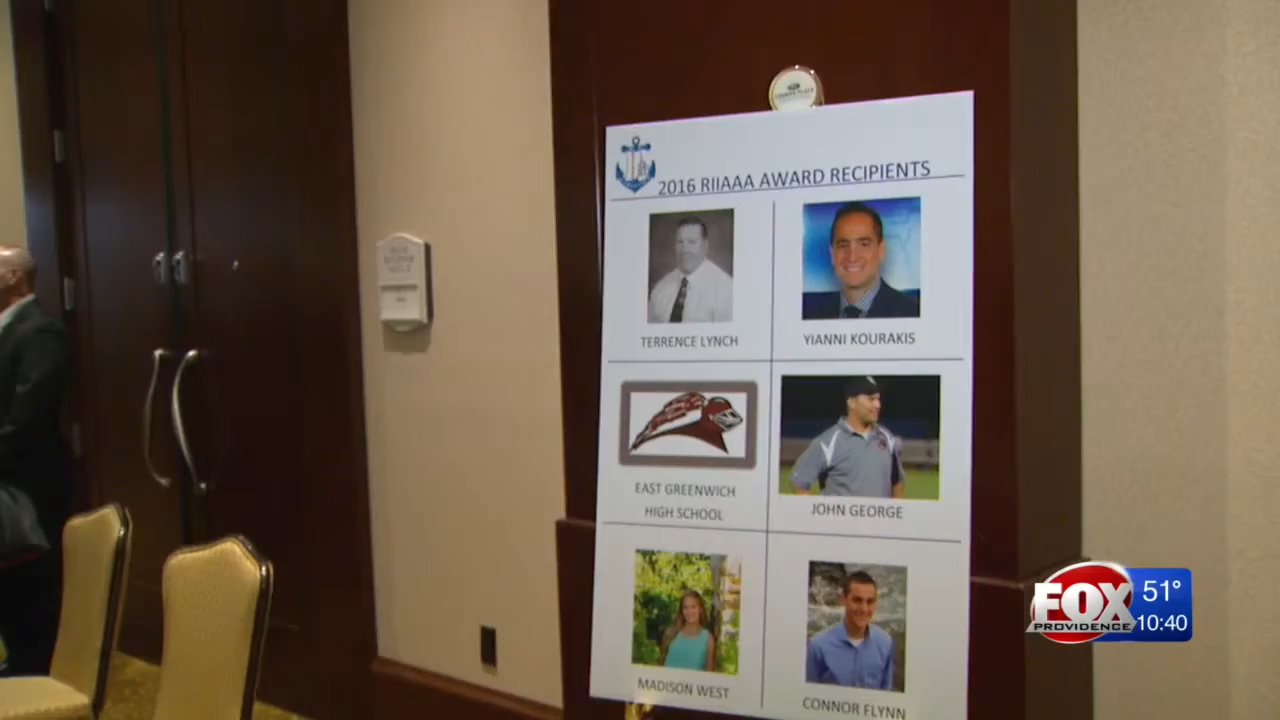 2016 RIIAAA AWARD RECIPIENTS
TERRENCE LYNCH
YIANNI KOURAKIS
EAST GREENWICH
HIGH SCHOOL
JOHN GEORGE
MADISON WEST
CONNOR FLYNN
FOX
PROVIDENCE
51°
10:40